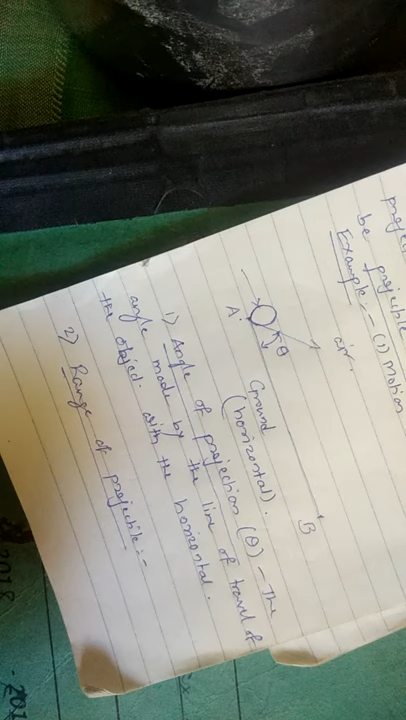 be projectile
Example:- (1) Motion
air.
A
θ
B
Ground
(horizontal).
1) Angle of projection (θ) - The
angle made by the line of travel of
the object with the horizontal.
2) Range of projectile:-
2018